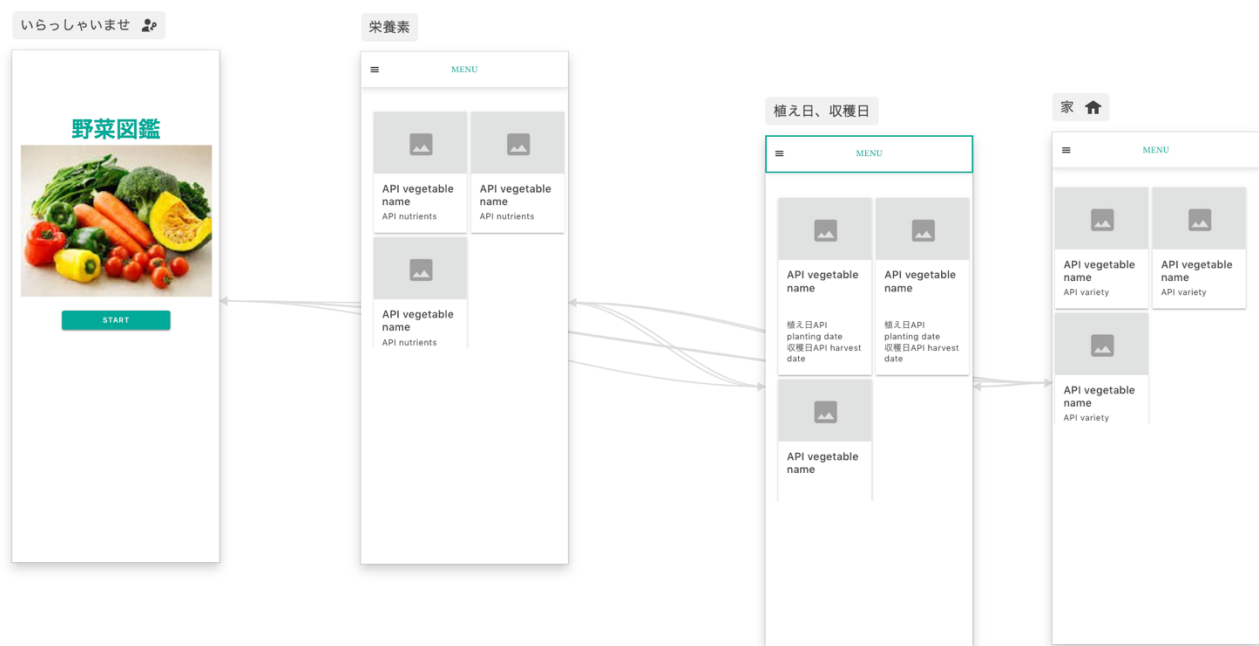 いらっしゃいませ
野菜図鑑
START
栄養素
MENU
API vegetable
name
API nutrients
API vegetable
name
API nutrients
API vegetable
name
API nutrients
植え日、収穫日
MENU
API vegetable
name
植え日API
planting date
収穫日API harvest
date
API vegetable
name
植え日API
planting date
収穫日API harvest
date
API vegetable
name
家
MENU
API vegetable
name
API variety
API vegetable
name
API variety
API vegetable
name
API variety